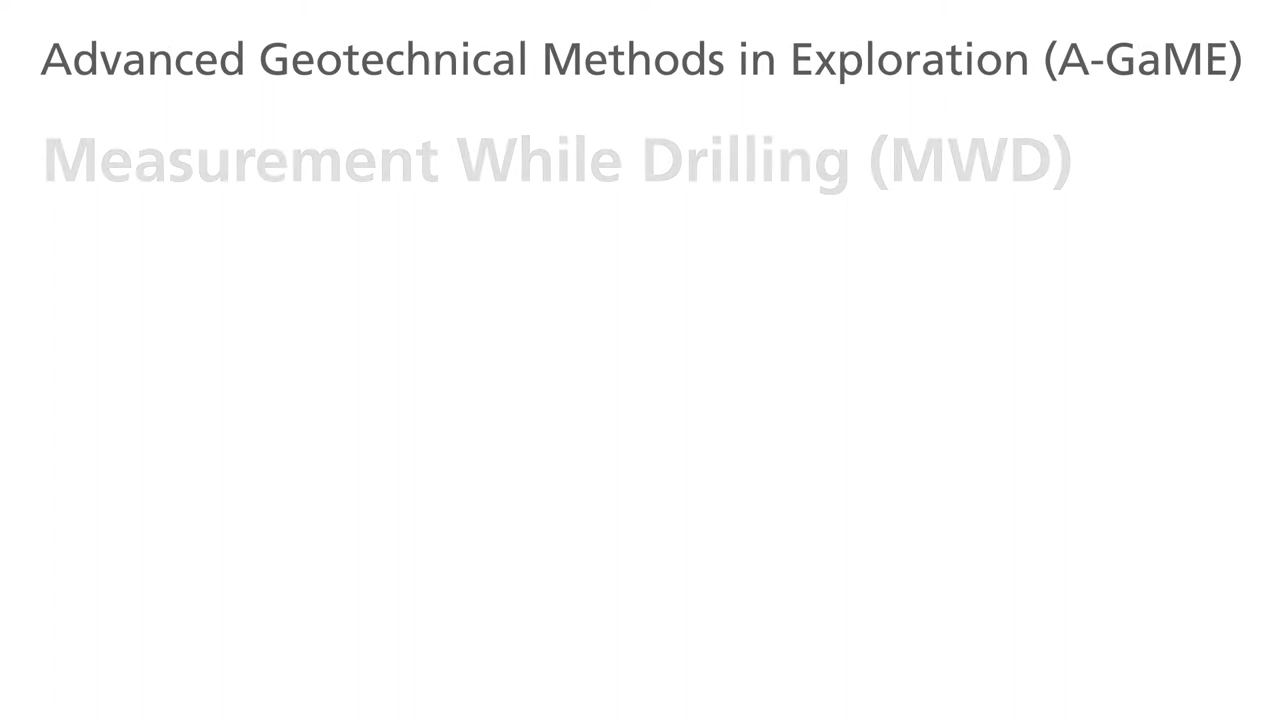 Advanced Geotechnical Methods in Exploration (A-GaME)
Measurement While Drilling (MWD)